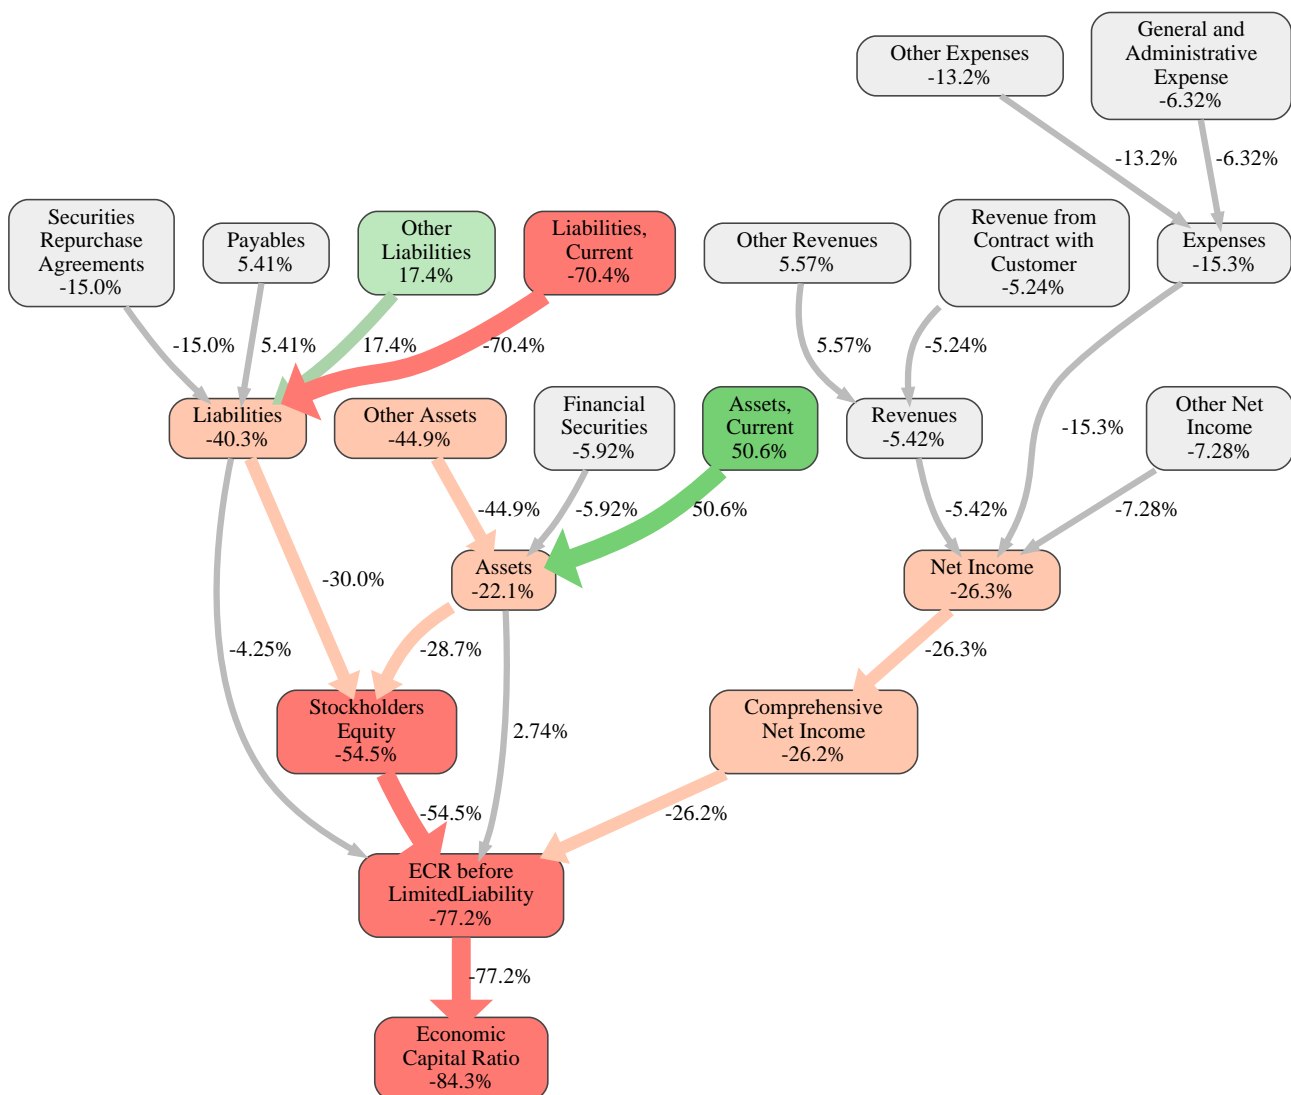 Other Expenses
-13.2%
General and
Administrative
Expense
-6.32%
-13.2%
-6.32%
Securities
Repurchase
Agreements
-15.0%
Payables
5.41%
Other
Liabilities
17.4%
Liabilities,
Current
-70.4%
Other Revenues
5.57%
Revenue from
Contract with
Customer
-5.24%
Expenses
-15.3%
-15.0%
5.41%
17.4%
-70.4%
5.57%
-5.24%
Liabilities
-40.3%
Other Assets
-44.9%
Financial
Securities
-5.92%
Assets,
Current
50.6%
Revenues
-5.42%
-15.3%
Other Net
Income
-7.28%
-44.9%
-5.92%
50.6%
-5.42%
-7.28%
-30.0%
Assets
-22.1%
Net Income
-26.3%
-4.25%
-28.7%
-26.3%
Stockholders
Equity
-54.5%
2.74%
Comprehensive
Net Income
-26.2%
-54.5%
-26.2%
ECR before
LimitedLiability
-77.2%
-77.2%
Economic
Capital Ratio
-84.3%